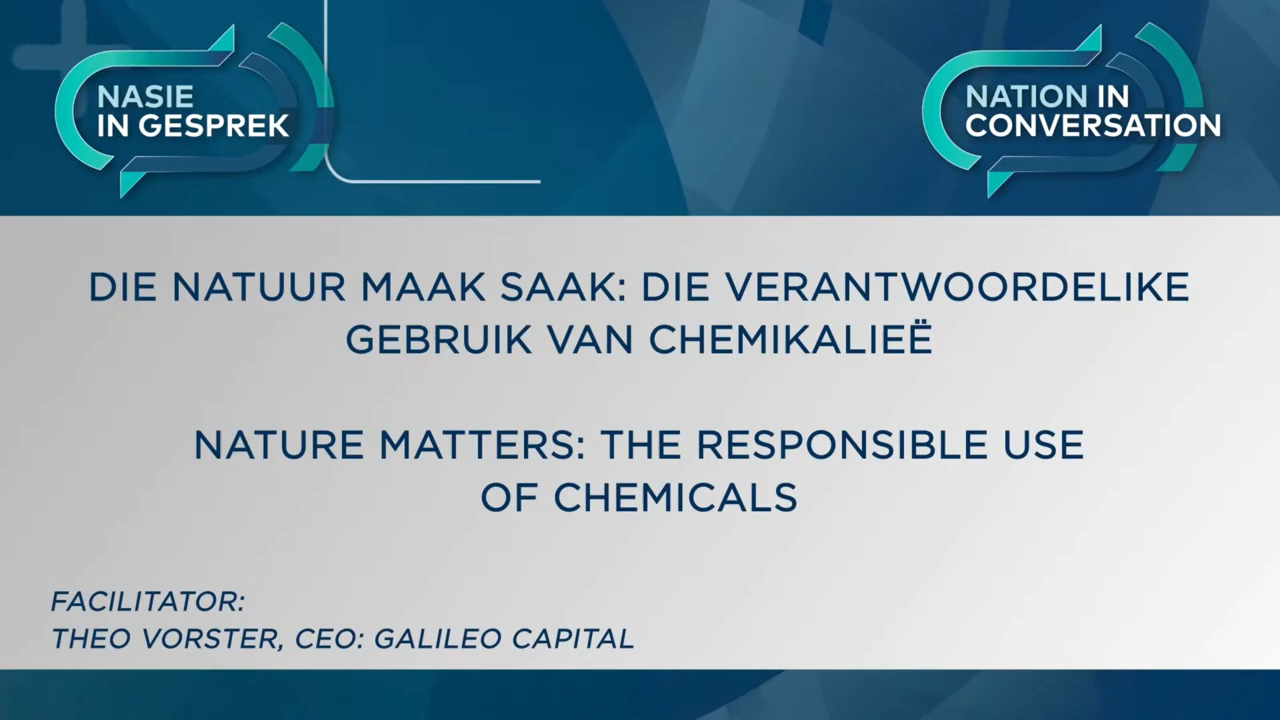 NASIE
IN GESPREK
NATION IN
CONVERSATION
DIE NATUUR MAAK SAAK: DIE VERANTWOORDELIKE
GEBRUIK VAN CHEMIKALIEË
NATURE MATTERS: THE RESPONSIBLE USE
OF CHEMICALS
FACILITATOR:
THEO VORSTER, CEO: GALILEO CAPITAL